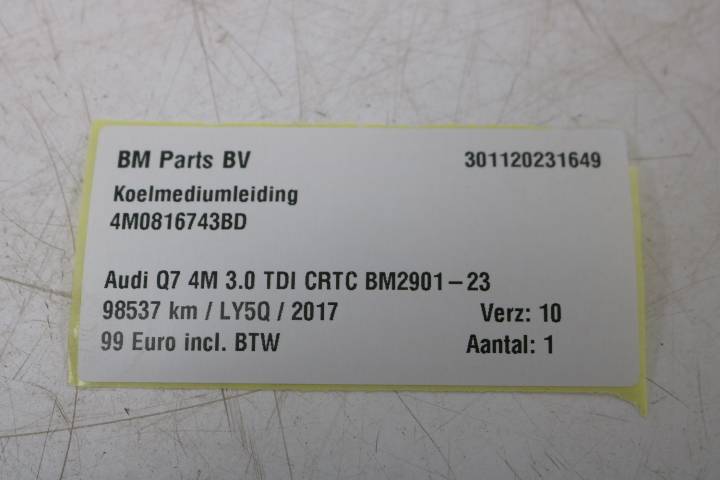 BM Parts BV 301120231649
Koelmediumleiding
4M0816743BD
Audi Q7 4M 3.0 TDI CRTC BM2901-23
98537 km / LY5Q / 2017 Verz: 10
99 Euro incl. BTW Aantal: 1